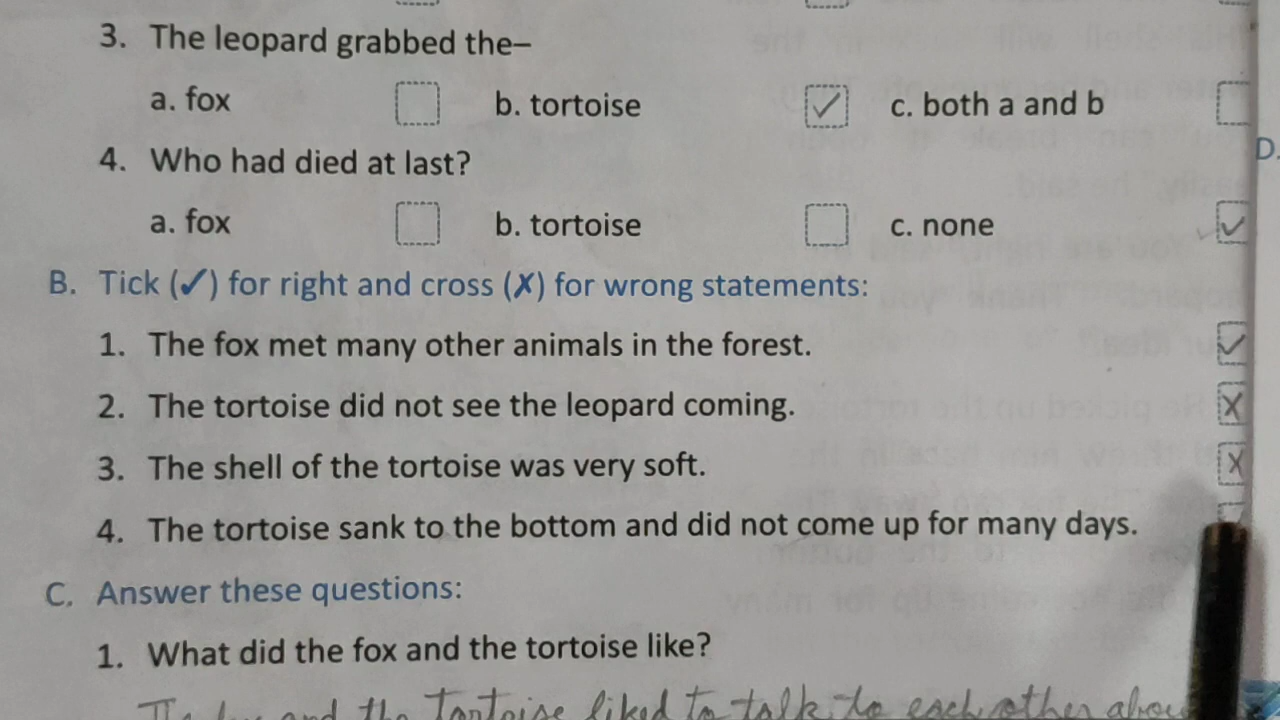 3. The leopard grabbed the–
a. fox b. tortoise ✓ c. both a and b
D.
4. Who had died at last?
a. fox b. tortoise c. none ✓
B. Tick (✓) for right and cross (✗) for wrong statements:
1. The fox met many other animals in the forest. ✓
2. The tortoise did not see the leopard coming. X
3. The shell of the tortoise was very soft. X
4. The tortoise sank to the bottom and did not come up for many days.
C. Answer these questions:
1. What did the fox and the tortoise like?
The fox and the Tortoise liked to talk to each other